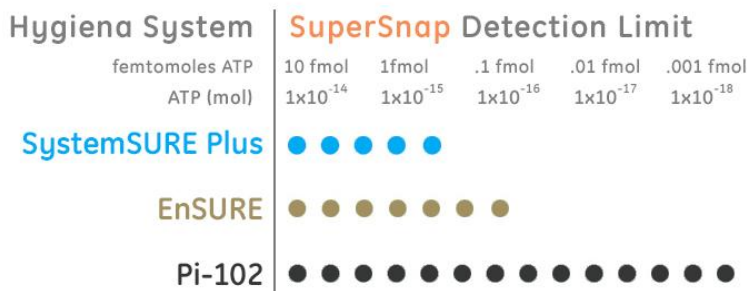 Hygiena System SuperSnap Detection Limit
femtomoles ATP 10 fmol 1fmol .1 fmol .01 fmol .001 fmol
ATP (mol) 1x10⁻¹⁴ 1x10⁻¹⁵ 1x10⁻¹⁶ 1x10⁻¹⁷ 1x10⁻¹⁸
SystemSURE Plus
EnSURE
Pi-102